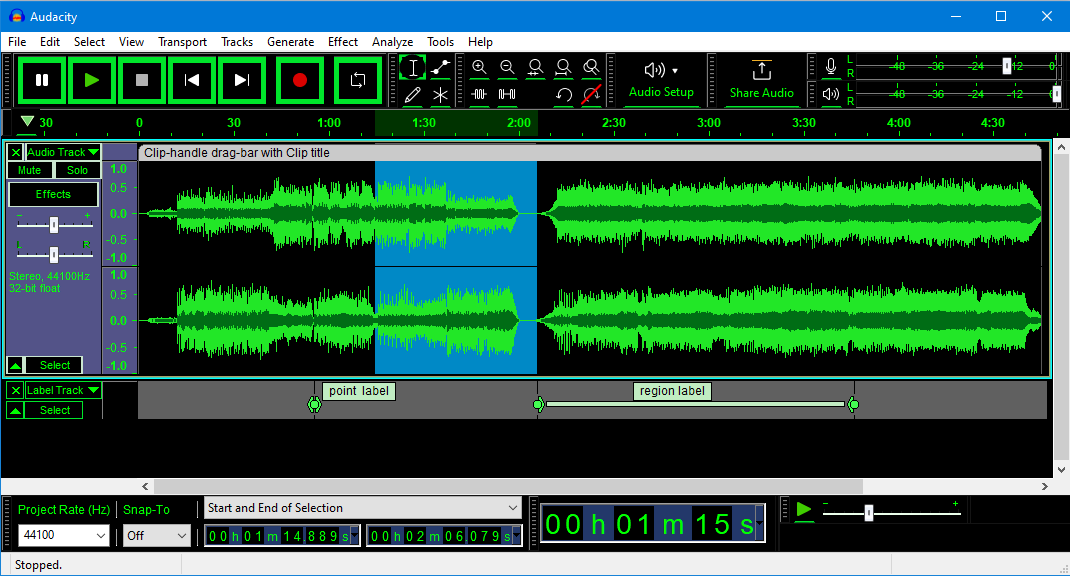 Audacity
File Edit Select View Transport Tracks Generate Effect Analyze Tools Help
Audio Setup
Share Audio
L
R
-48 -36 -24 -12 0
L
R
-48 -36 -24 -12 0
30 0 30 1:00 1:30 2:00 2:30 3:00 3:30 4:00 4:30
Audio Track
Clip-handle drag-bar with Clip title
Mute Solo
Effects
- +
L R
Stereo, 44100Hz
32-bit float
Select
1.0
0.5
0.0
-0.5
-1.0
1.0
0.5
0.0
-0.5
-1.0
Label Track
Select
point label
region label
Project Rate (Hz) Snap-To
Start and End of Selection
44100
Off
00 h 01 m 14.889 s
00 h 02 m 06.079 s
00 h 01 m 15 s
- +
Stopped.